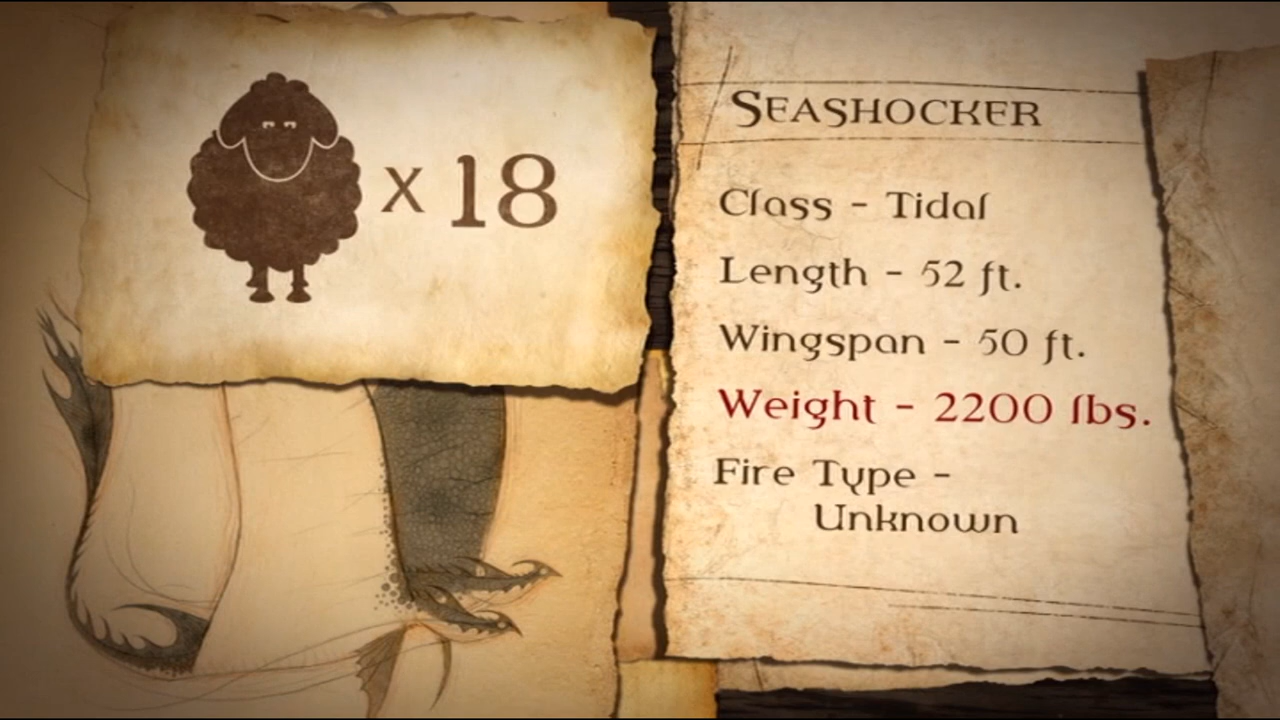 x 18
SEASHOCKER
Class - Tidal
Length - 52 ft.
Wingspan - 50 ft.
Weight - 2200 lbs.
Fire Type -
Unknown